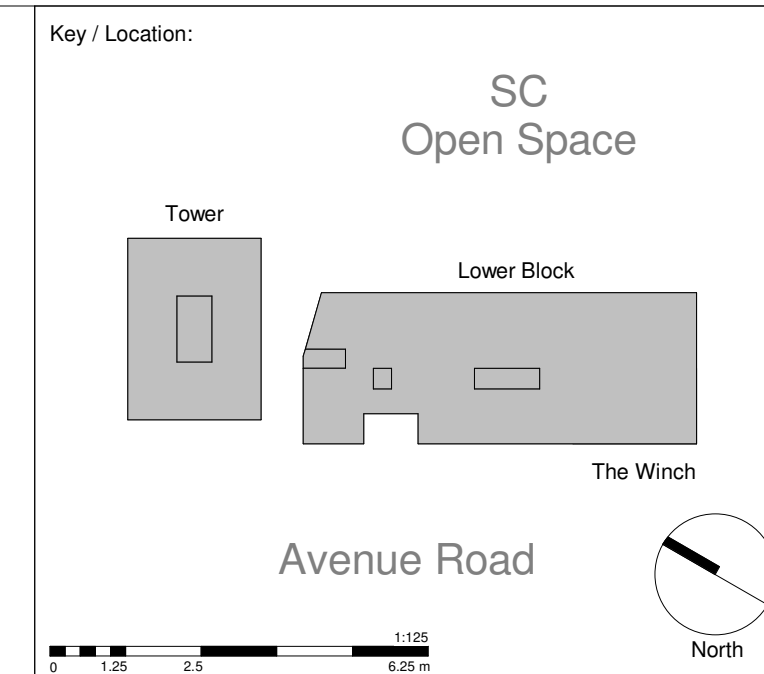 Key / Location:
SC
Open Space
Tower
Lower Block
The Winch
Avenue Road
1:125
0 1.25 2.5 6.25 m
North